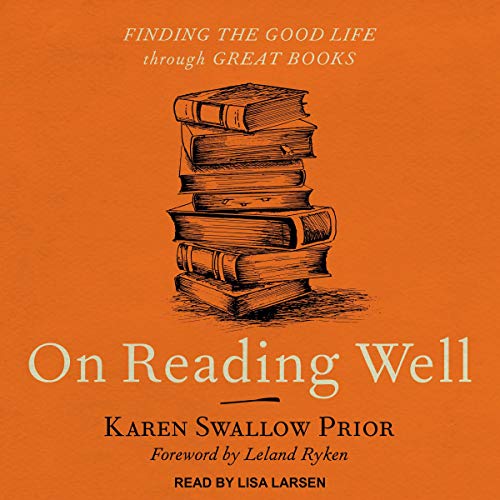 FINDING THE GOOD LIFE
through GREAT BOOKS
On Reading Well
KAREN SWALLOW PRIOR
Foreword by Leland Ryken
READ BY LISA LARSEN